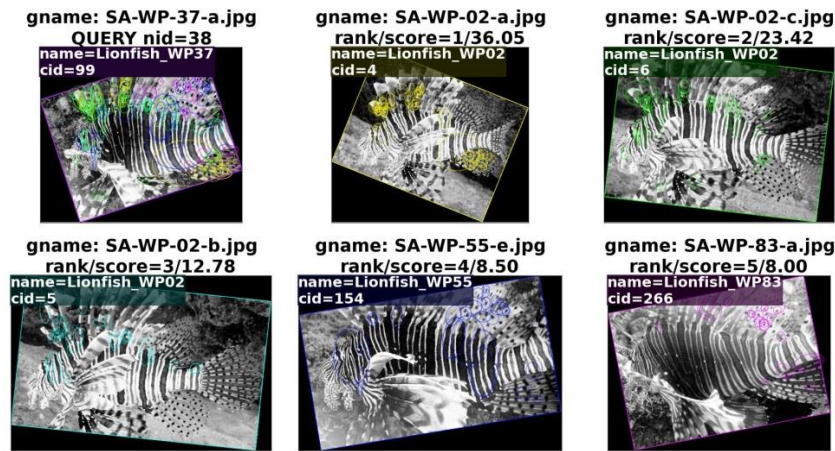 gname: SA-WP-37-a.jpg
QUERY nid=38
name=Lionfish_WP37
cid=99
gname: SA-WP-02-a.jpg
rank/score=1/36.05
name=Lionfish_WP02
cid=4
gname: SA-WP-02-c.jpg
rank/score=2/23.42
name=Lionfish_WP02
cid=6
gname: SA-WP-02-b.jpg
rank/score=3/12.78
name=Lionfish_WP02
cid=5
gname: SA-WP-55-e.jpg
rank/score=4/8.50
name=Lionfish_WP55
cid=154
gname: SA-WP-83-a.jpg
rank/score=5/8.00
name=Lionfish_WP83
cid=266